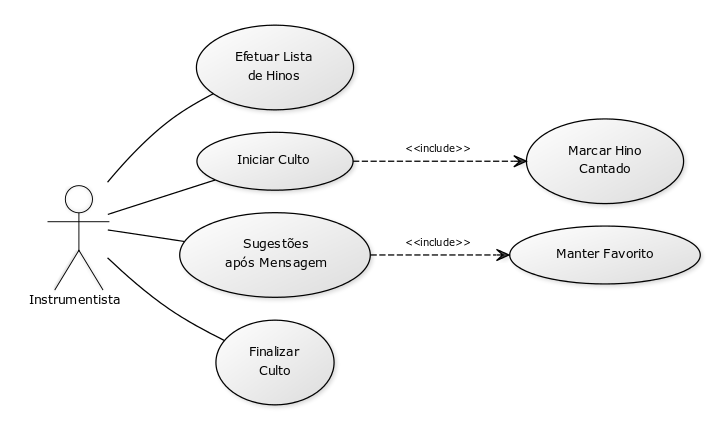 Efetuar Lista
de Hinos
Iniciar Culto
<<include>>
Marcar Hino
Cantado
Sugestões
após Mensagem
<<include>>
Manter Favorito
Instrumentista
Finalizar
Culto